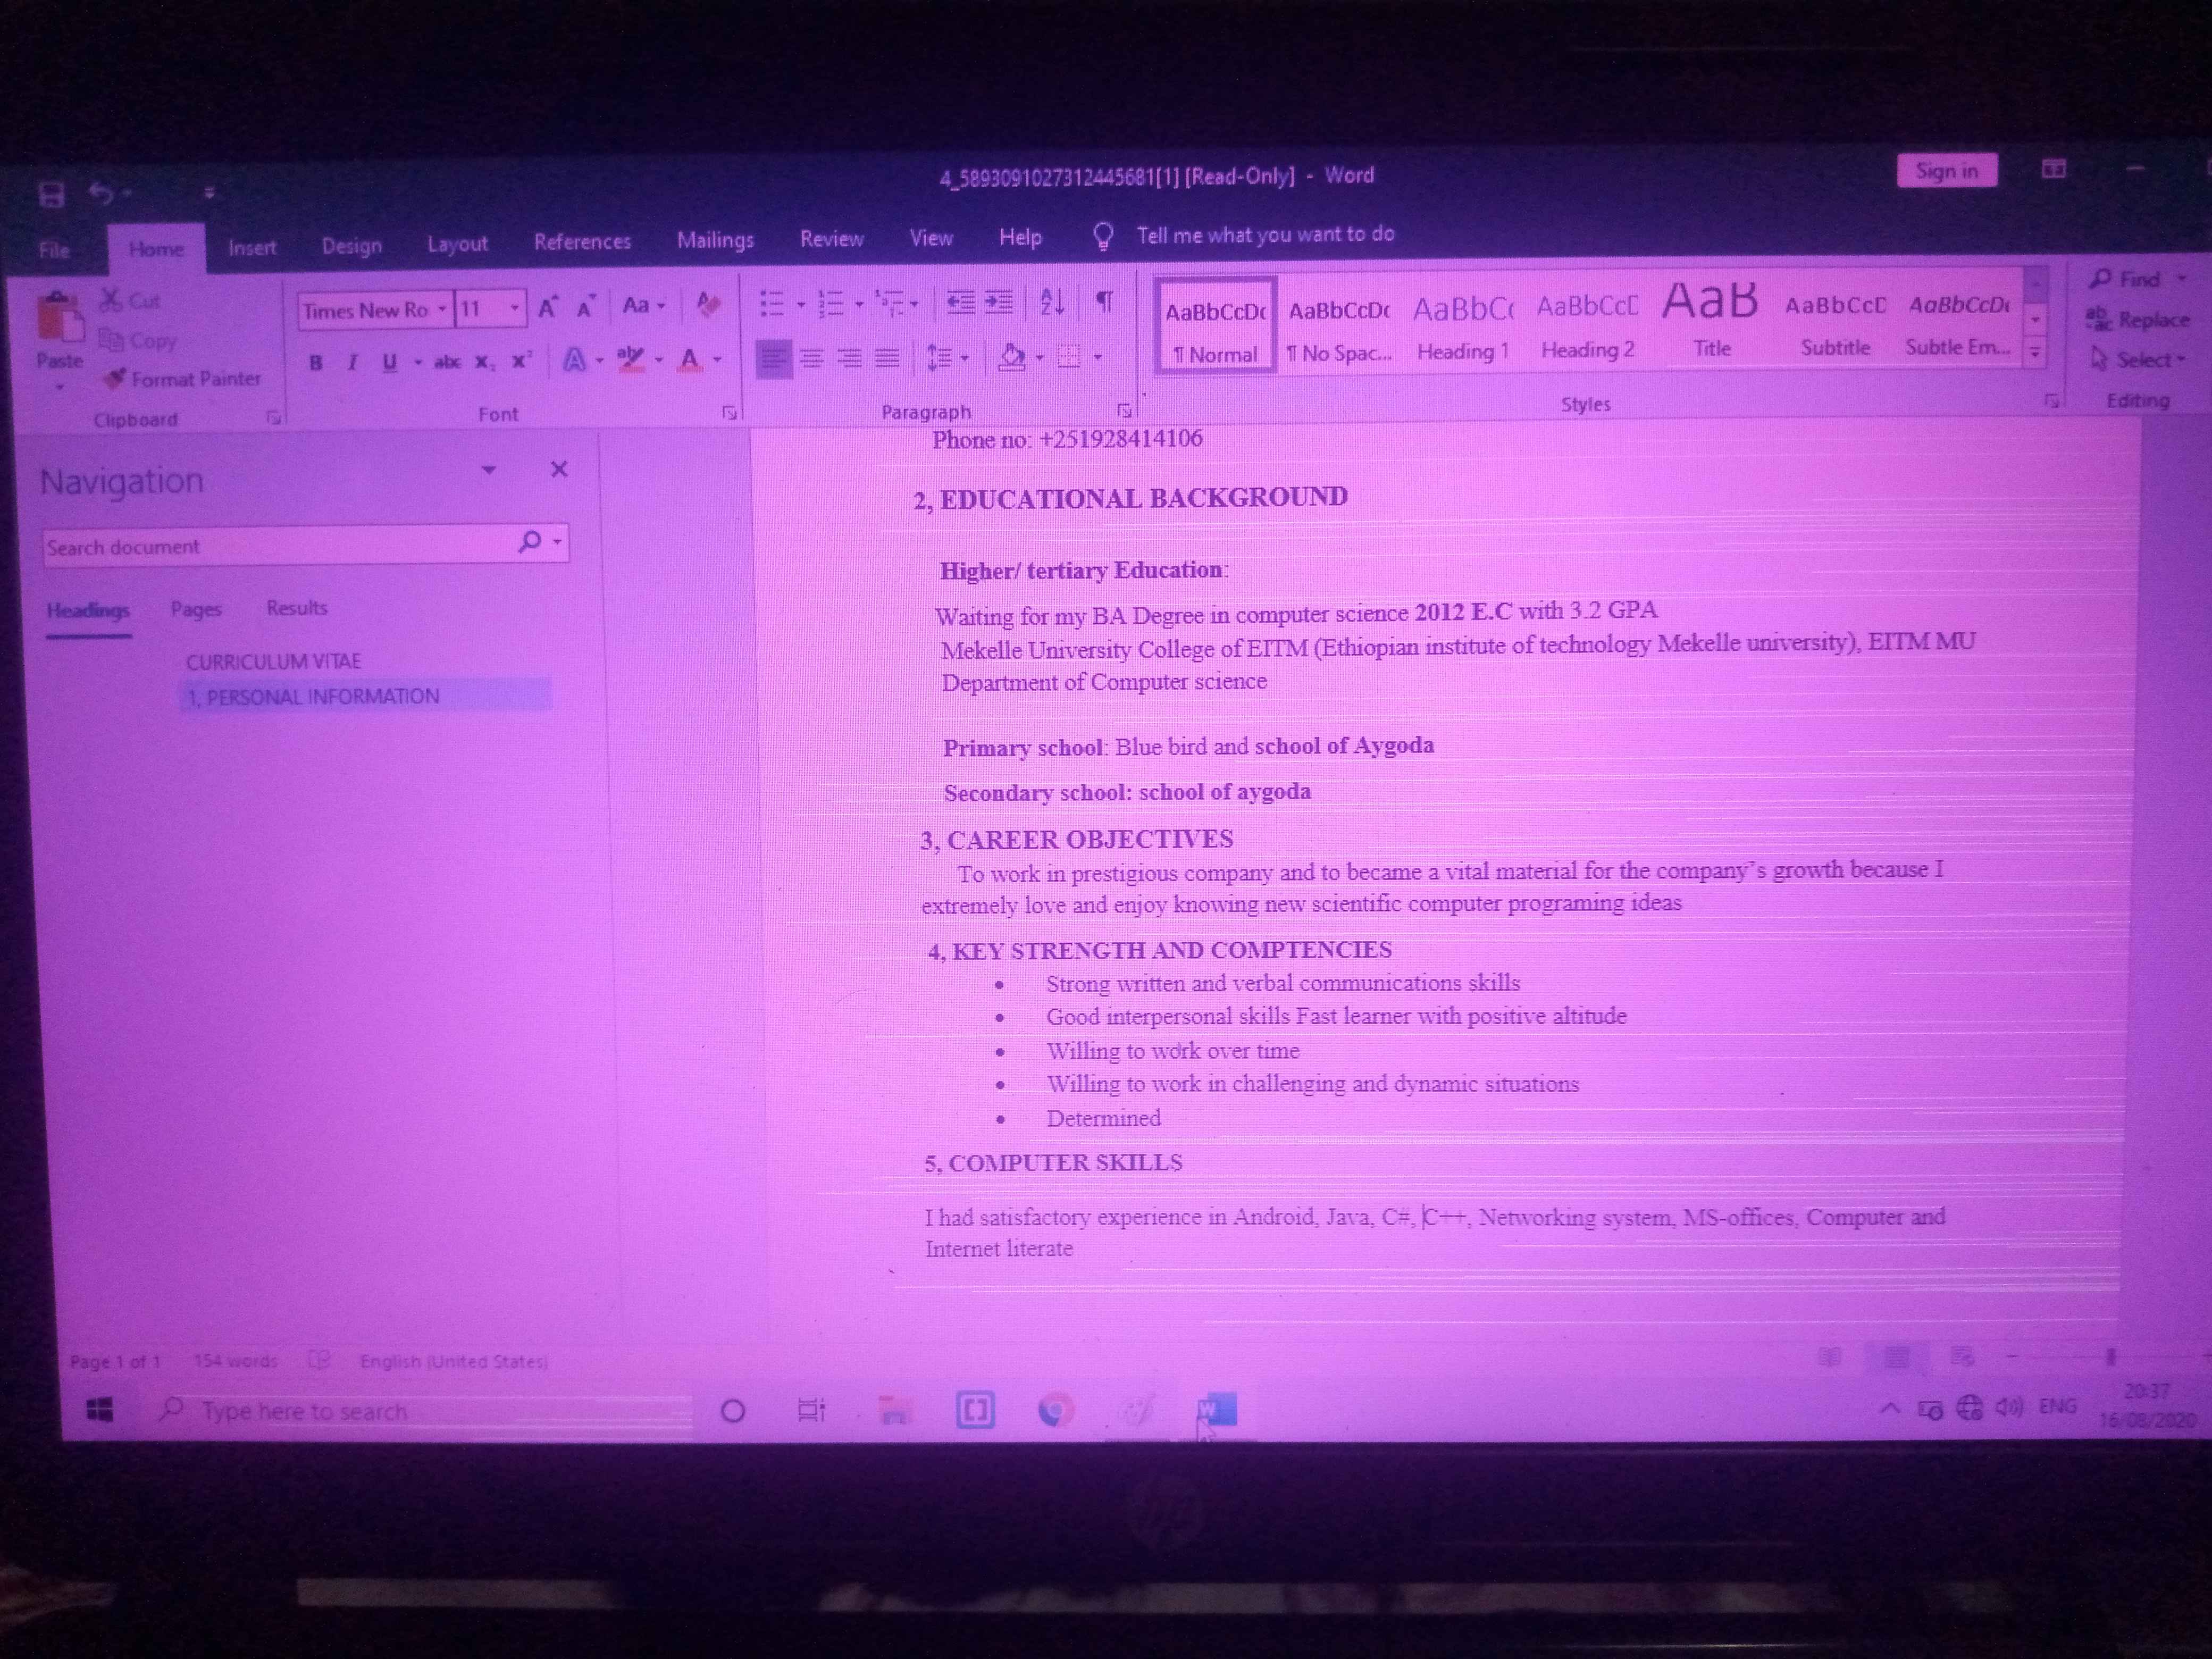 4_5893091027312445681[1] [Read-Only] - Word
Sign in
File Home Insert Design Layout References Mailings Review View Help Tell me what you want to do
Paste
Cut
Copy
Format Painter
Clipboard
Times New Ro 11
Aa
B I U abc X₂ X²
Font
Paragraph
AaBbCcDc AaBbCcDc AaBbCc AaBbCcD AaB AaBbCcD AaBbCcDc
¶ Normal ¶ No Spac... Heading 1 Heading 2 Title Subtitle Subtle Em...
Styles
Find
Replace
Select
Editing
Navigation
Search document
Headings Pages Results
CURRICULUM VITAE
1, PERSONAL INFORMATION
Phone no: +251928414106
2, EDUCATIONAL BACKGROUND
Higher/ tertiary Education:
Waiting for my BA Degree in computer science 2012 E.C with 3.2 GPA
Mekelle University College of EITM (Ethiopian institute of technology Mekelle university), EITM MU
Department of Computer science
Primary school: Blue bird and school of Aygoda
Secondary school: school of aygoda
3, CAREER OBJECTIVES
To work in prestigious company and to became a vital material for the company's growth because I
extremely love and enjoy knowing new scientific computer programing ideas
4, KEY STRENGTH AND COMPTENCIES
• Strong written and verbal communications skills
• Good interpersonal skills Fast learner with positive altitude
• Willing to work over time
• Willing to work in challenging and dynamic situations
• Determined
5, COMPUTER SKILLS
I had satisfactory experience in Android, Java, C#, C++, Networking system, MS-offices, Computer and
Internet literate
Page 1 of 1 154 words English (United States)
Type here to search
ENG
20:37
16/08/2020
hp